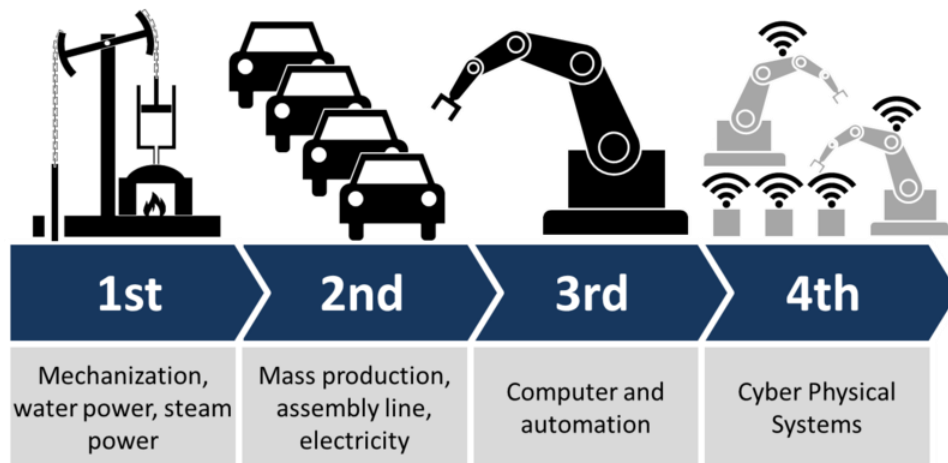 1st
2nd
3rd
4th
Mechanization,
water power, steam
power
Mass production,
assembly line,
electricity
Computer and
automation
Cyber Physical
Systems